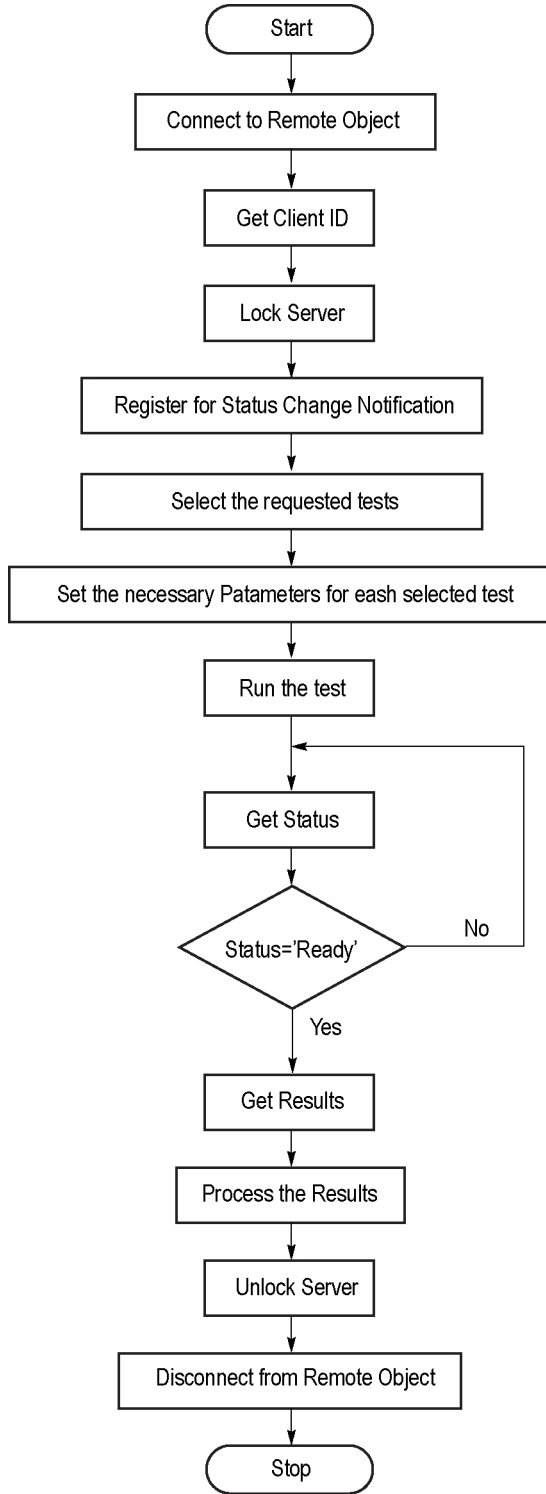 Start
Connect to Remote Object
Get Client ID
Lock Server
Register for Status Change Notification
Select the requested tests
Set the necessary Patameters for eash selected test
Run the test
Get Status
Status='Ready'
No
Yes
Get Results
Process the Results
Unlock Server
Disconnect from Remote Object
Stop